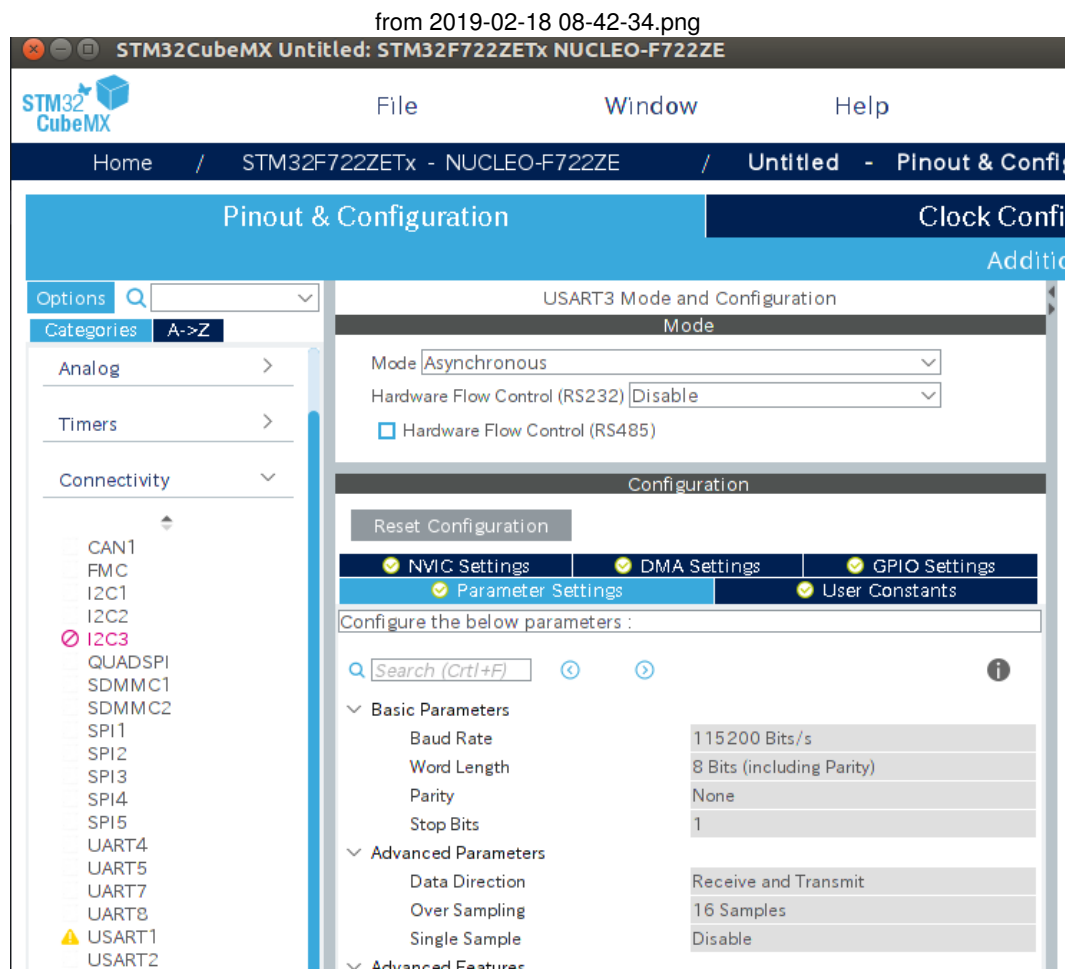 from 2019-02-18 08-42-34.png
STM32CubeMX Untitled: STM32F722ZETx NUCLEO-F722ZE
STM32
CubeMX
File Window Help
Home / STM32F722ZETx - NUCLEO-F722ZE / Untitled - Pinout & Confi
Pinout & Configuration
Clock Confi
Additio
Options
Categories A->Z
Analog
Timers
Connectivity
CAN1
FMC
I2C1
I2C2
I2C3
QUADSPI
SDMMC1
SDMMC2
SPI1
SPI2
SPI3
SPI4
SPI5
UART4
UART5
UART7
UART8
USART1
USART2
USART3 Mode and Configuration
Mode
Mode Asynchronous
Hardware Flow Control (RS232) Disable
Hardware Flow Control (RS485)
Configuration
Reset Configuration
NVIC Settings DMA Settings GPIO Settings
Parameter Settings User Constants
Configure the below parameters :
Search (Crtl+F)
Basic Parameters
Baud Rate 115200 Bits/s
Word Length 8 Bits (including Parity)
Parity None
Stop Bits 1
Advanced Parameters
Data Direction Receive and Transmit
Over Sampling 16 Samples
Single Sample Disable
Advanced Features